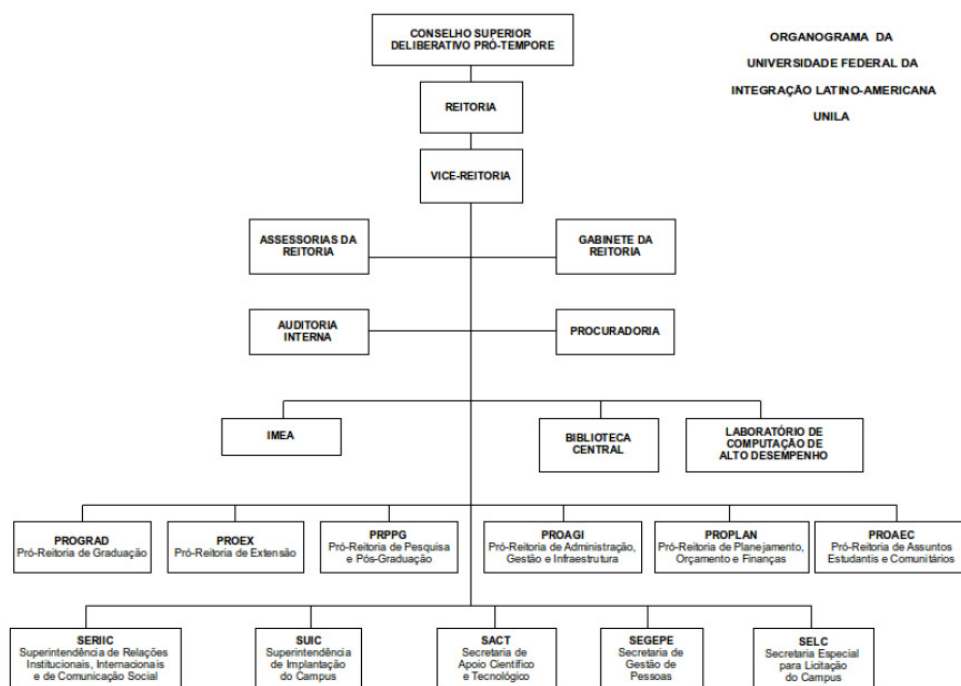 CONSELHO SUPERIOR
DELIBERATIVO PRÓ-TEMPORE
ORGANOGRAMA DA
UNIVERSIDADE FEDERAL DA
INTEGRAÇÃO LATINO-AMERICANA
UNILA
REITORIA
VICE-REITORIA
ASSESSORIAS DA
REITORIA
GABINETE DA
REITORIA
AUDITORIA
INTERNA
PROCURADORIA
IMEA
BIBLIOTECA
CENTRAL
LABORATÓRIO DE
COMPUTAÇÃO DE
ALTO DESEMPENHO
PROGRAD
Pró-Reitoria de Graduação
PROEX
Pró-Reitoria de Extensão
PRPPG
Pró-Reitoria de Pesquisa
e Pós-Graduação
PROAGI
Pró-Reitoria de Administração,
Gestão e Infraestrutura
PROPLAN
Pró-Reitoria de Planejamento,
Orçamento e Finanças
PROAEC
Pró-Reitoria de Assuntos
Estudantis e Comunitários
SERIIC
Superintendência de Relações
Institucionais, Internacionais
e de Comunicação Social
SUIC
Superintendência
de Implantação
do Campus
SACT
Secretaria de
Apoio Científico
e Tecnológico
SEGEPE
Secretaria de
Gestão de
Pessoas
SELC
Secretaria Especial
para Licitação
do Campus